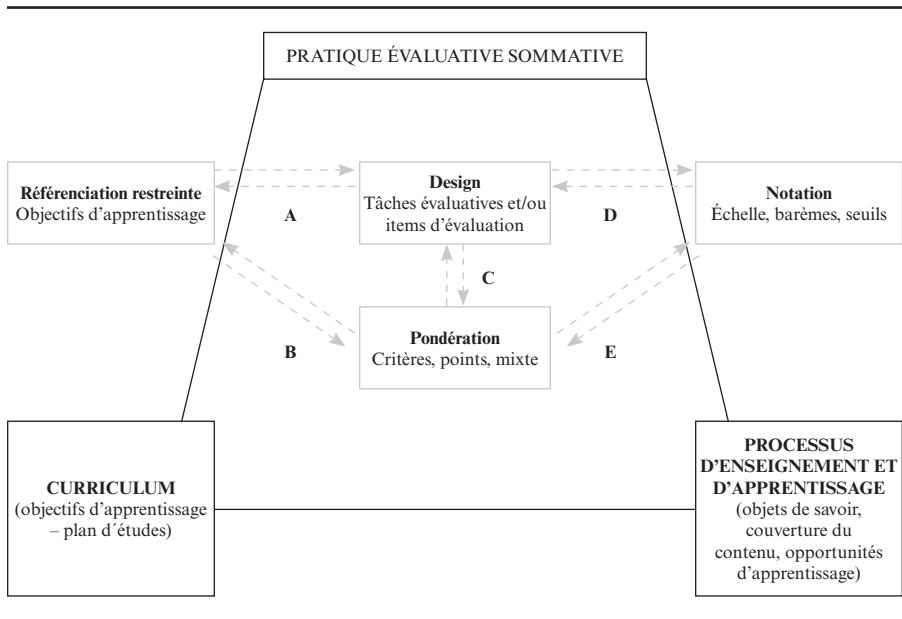 PRATIQUE ÉVALUATIVE SOMMATIVE
Référenciation restreinte
Objectifs d'apprentissage
A
Design
Tâches évaluatives et/ou
items d'évaluation
D
Notation
Échelle, barèmes, seuils
C
B
Pondération
Critères, points, mixte
E
CURRICULUM
(objectifs d'apprentissage
– plan d´études)
PROCESSUS
D'ENSEIGNEMENT ET
D'APPRENTISSAGE
(objets de savoir,
couverture du
contenu, opportunités
d'apprentissage)